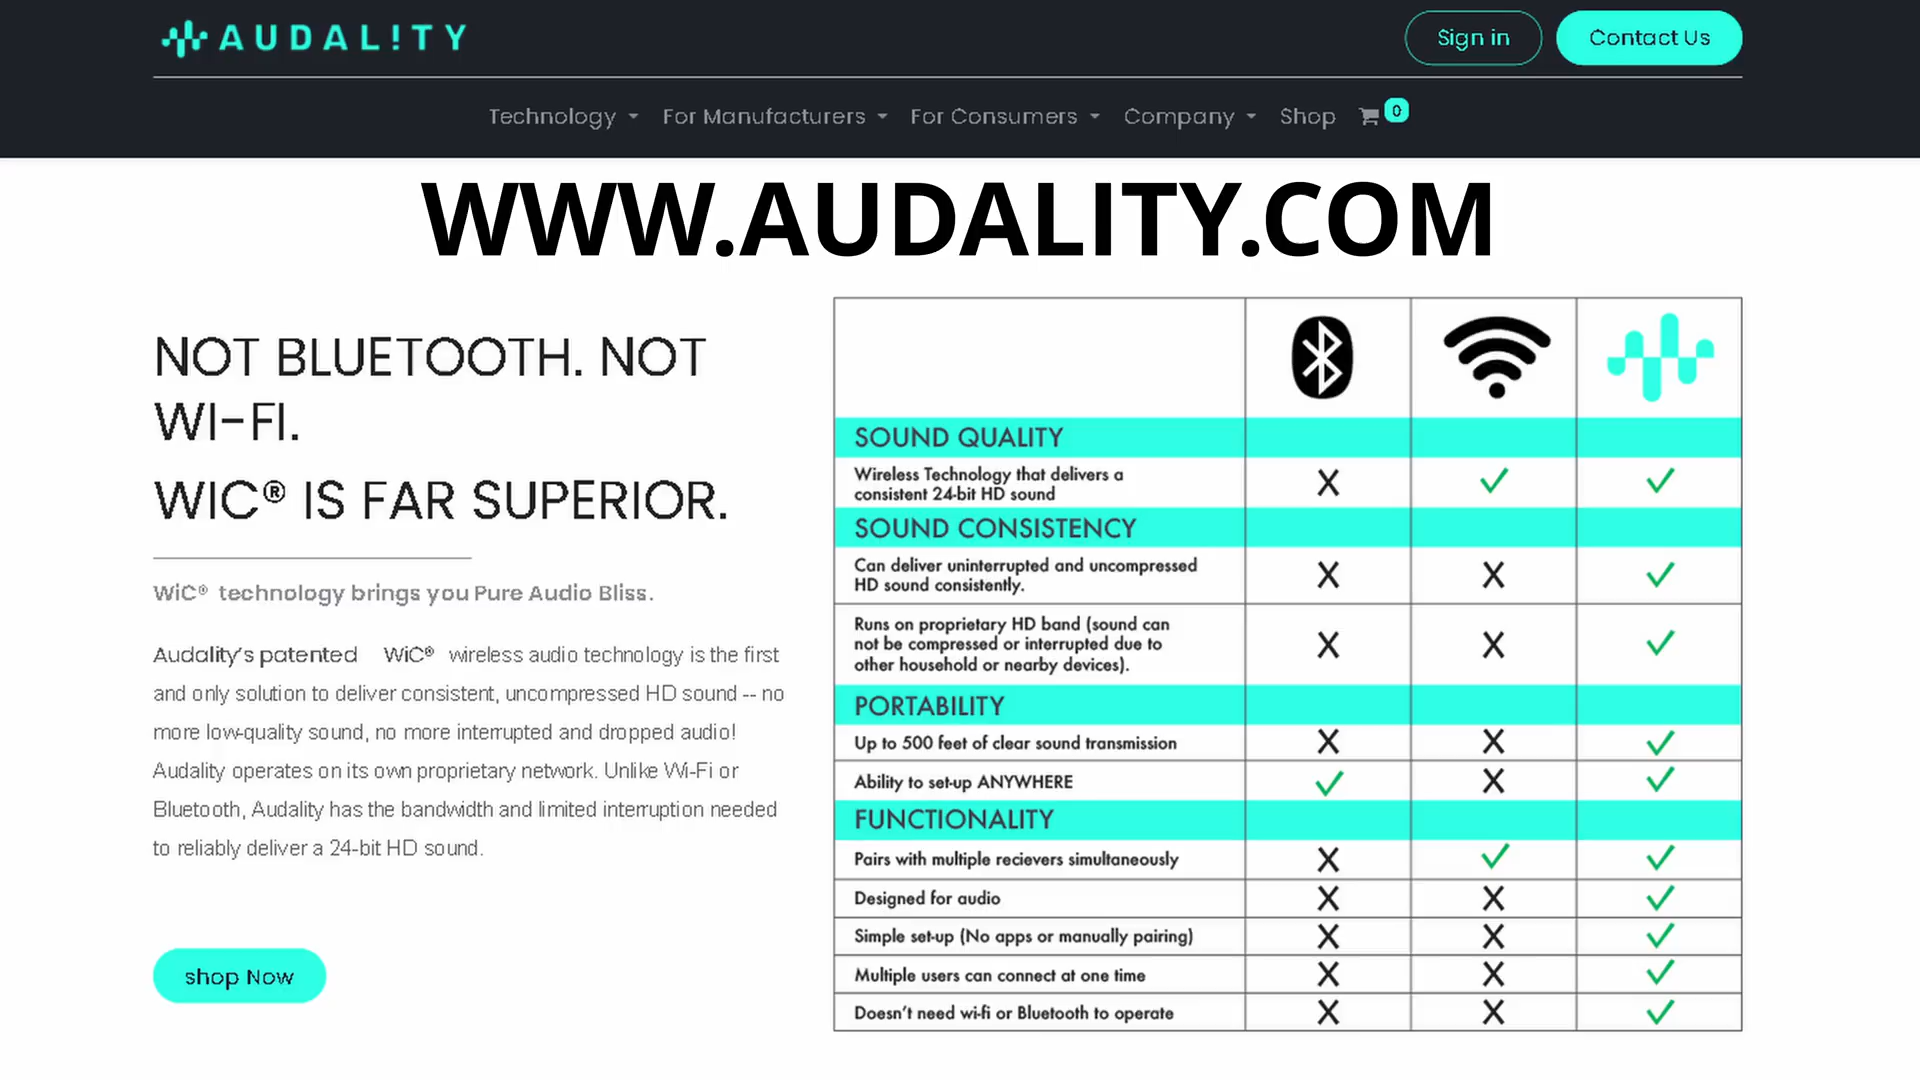 AUDAL!TY
Sign in
Contact Us
Technology
For Manufacturers
For Consumers
Company
Shop
0
WWW.AUDALITY.COM
NOT BLUETOOTH. NOT
WI-FI.
WIC® IS FAR SUPERIOR.
WiC® technology brings you Pure Audio Bliss.
Audality's patented WiC® wireless audio technology is the first
and only solution to deliver consistent, uncompressed HD sound -- no
more low-quality sound, no more interrupted and dropped audio!
Audality operates on its own proprietary network. Unlike Wi-Fi or
Bluetooth, Audality has the bandwidth and limited interruption needed
to reliably deliver a 24-bit HD sound.
shop Now
SOUND QUALITY
Wireless Technology that delivers a
consistent 24-bit HD sound
SOUND CONSISTENCY
Can deliver uninterrupted and uncompressed
HD sound consistently.
Runs on proprietary HD band (sound can
not be compressed or interrupted due to
other household or nearby devices).
PORTABILITY
Up to 500 feet of clear sound transmission
Ability to set-up ANYWHERE
FUNCTIONALITY
Pairs with multiple recievers simultaneously
Designed for audio
Simple set-up (No apps or manually pairing)
Multiple users can connect at one time
Doesn't need wi-fi or Bluetooth to operate